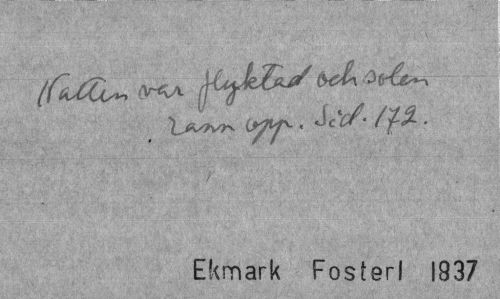 Natten var flyktad och solen
rann opp. Sid. 172.
Ekmark Fosterl 1837